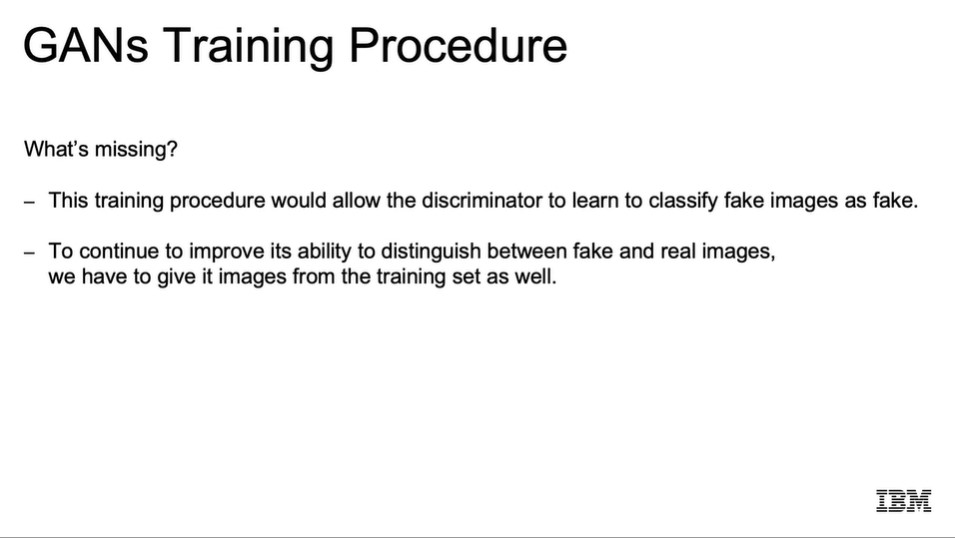 GANs Training Procedure
What's missing?
– This training procedure would allow the discriminator to learn to classify fake images as fake.
– To continue to improve its ability to distinguish between fake and real images,
we have to give it images from the training set as well.
IBM